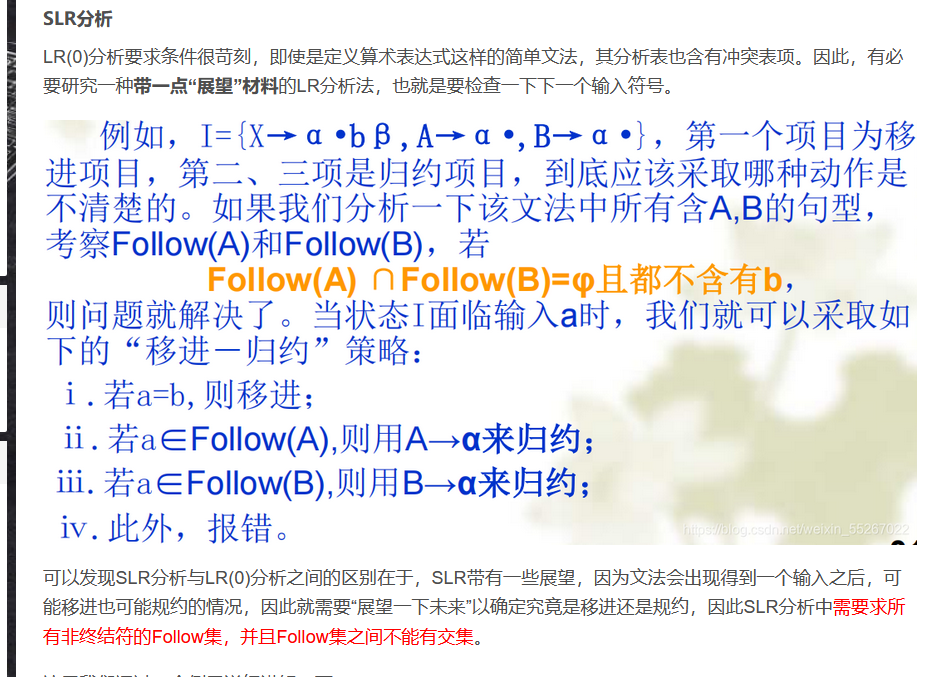 SLR分析
LR(0)分析要求条件很苛刻，即使是定义算术表达式这样的简单文法，其分析表也含有冲突表项。因此，有必
要研究一种带一点“展望”材料的LR分析法，也就是要检查一下下一个输入符号。
例如，I={X→α•bβ,A→α•,B→α•}，第一个项目为移
进项目，第二、三项是归约项目，到底应该采取哪种动作是
不清楚的。如果我们分析一下该文法中所有含A,B的句型，
考察Follow(A)和Follow(B)，若
Follow(A) ∩Follow(B)=φ且都不含有b，
则问题就解决了。当状态I面临输入a时，我们就可以采取如
下的“移进－归约”策略：
ⅰ.若a=b,则移进；
ⅱ.若a∈Follow(A),则用A→α来归约；
ⅲ.若a∈Follow(B),则用B→α来归约；
ⅳ.此外，报错。
https://blog.csdn.net/weixin_55267022
可以发现SLR分析与LR(0)分析之间的区别在于，SLR带有一些展望，因为文法会出现得到一个输入之后，可
能移进也可能规约的情况，因此就需要“展望一下未来”以确定究竟是移进还是规约，因此SLR分析中需要求所
有非终结符的Follow集，并且Follow集之间不能有交集。